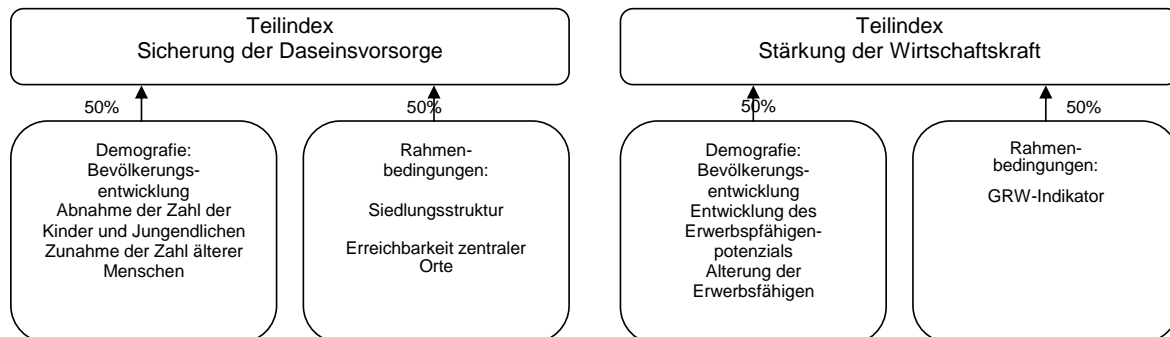 Teilindex
Sicherung der Daseinsvorsorge
Teilindex
Stärkung der Wirtschaftskraft
50%
50%
50%
50%
Demografie:
Bevölkerungs-
entwicklung
Abnahme der Zahl der
Kinder und Jungendlichen
Zunahme der Zahl älterer
Menschen
Rahmen-
bedingungen:
Siedlungsstruktur
Erreichbarkeit zentraler
Orte
Demografie:
Bevölkerungs-
entwicklung
Entwicklung des
Erwerbspfähigen-
potenzials
Alterung der
Erwerbsfähigen
Rahmen-
bedingungen:
GRW-Indikator